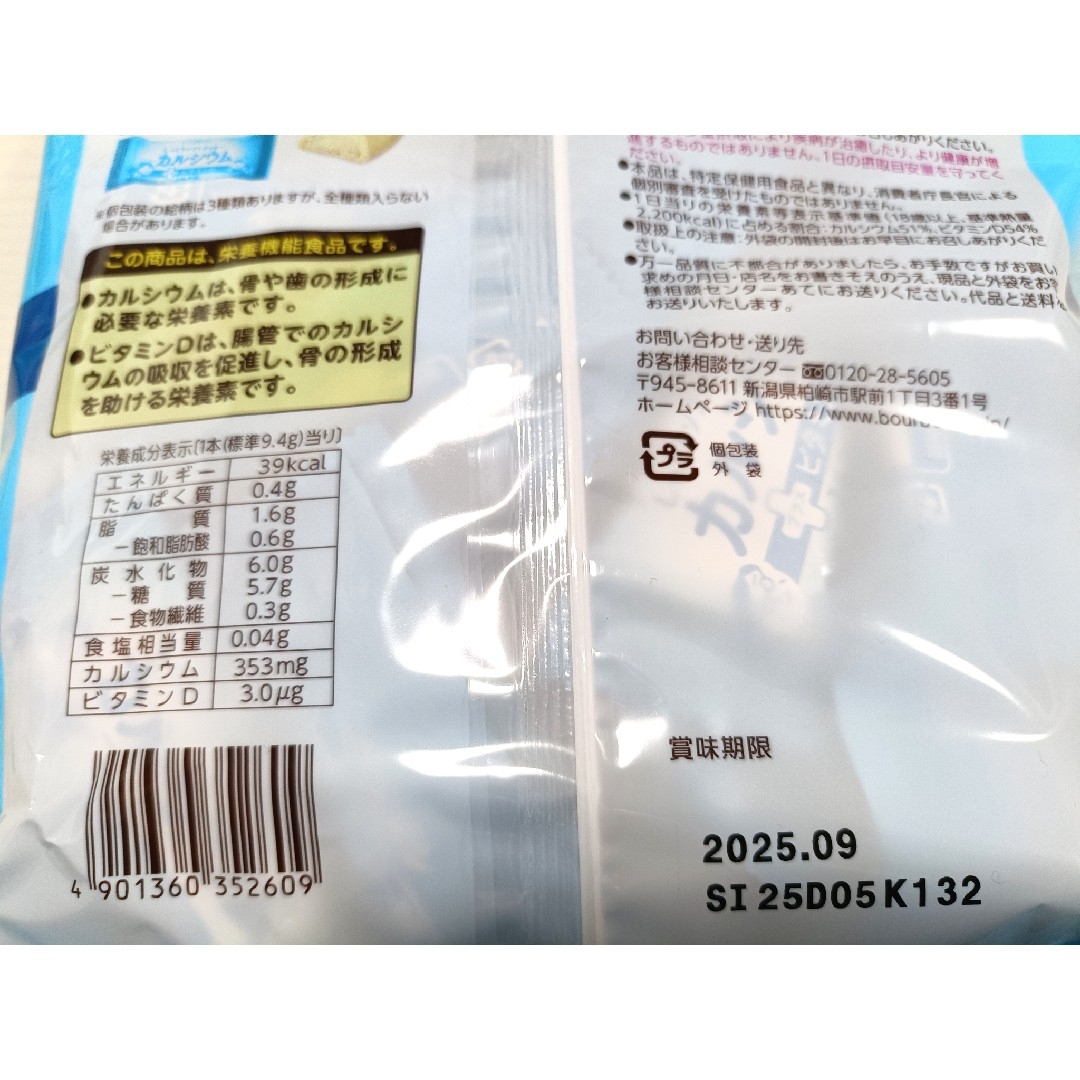 カルシウム
※個包装の絵柄は3種類ありますが、全種類入らない
場合があります。
この商品は、栄養機能食品です。
●カルシウムは、骨や歯の形成に
必要な栄養素です。
●ビタミンDは、腸管でのカルシ
ウムの吸収を促進し、骨の形成
を助ける栄養素です。
栄養成分表示〔1本(標準9.4g)当り〕
エネルギー 39kcal
たんぱく質 0.4g
脂質 1.6g
-飽和脂肪酸 0.6g
炭水化物 6.0g
-糖質 5.7g
-食物繊維 0.3g
食塩相当量 0.04g
カルシウム 353mg
ビタミンD 3.0μg
4 901360 352609
により疾病が治癒したり、より健康が増
進するものではありません。1日の摂取目安量を守ってく
ださい。
●本品は、特定保健用食品と異なり、消費者庁長官による
個別審査を受けたものではありません。
●1日当りの栄養素等表示基準値(18歳以上、基準熱量
2,200kcal)に占める割合:カルシウム51%、ビタミンD54%
●取扱上の注意:外袋の開封後はお早目にお召しあがりくだ
さい。
●万一品質に不都合がありましたら、お手数ですがお買い
求めの月日・店名をお書きそえのうえ、現品と外袋をお客
様相談センターあてにお送りください。代品と送料を
お送りいたします。
お問い合わせ・送り先
お客様相談センター 0120-28-5605
〒945-8611 新潟県柏崎市駅前1丁目3番1号
ホームページ https://www.bour
プラ
個包装
外袋
賞味期限
2025.09
SI 25D05 K132